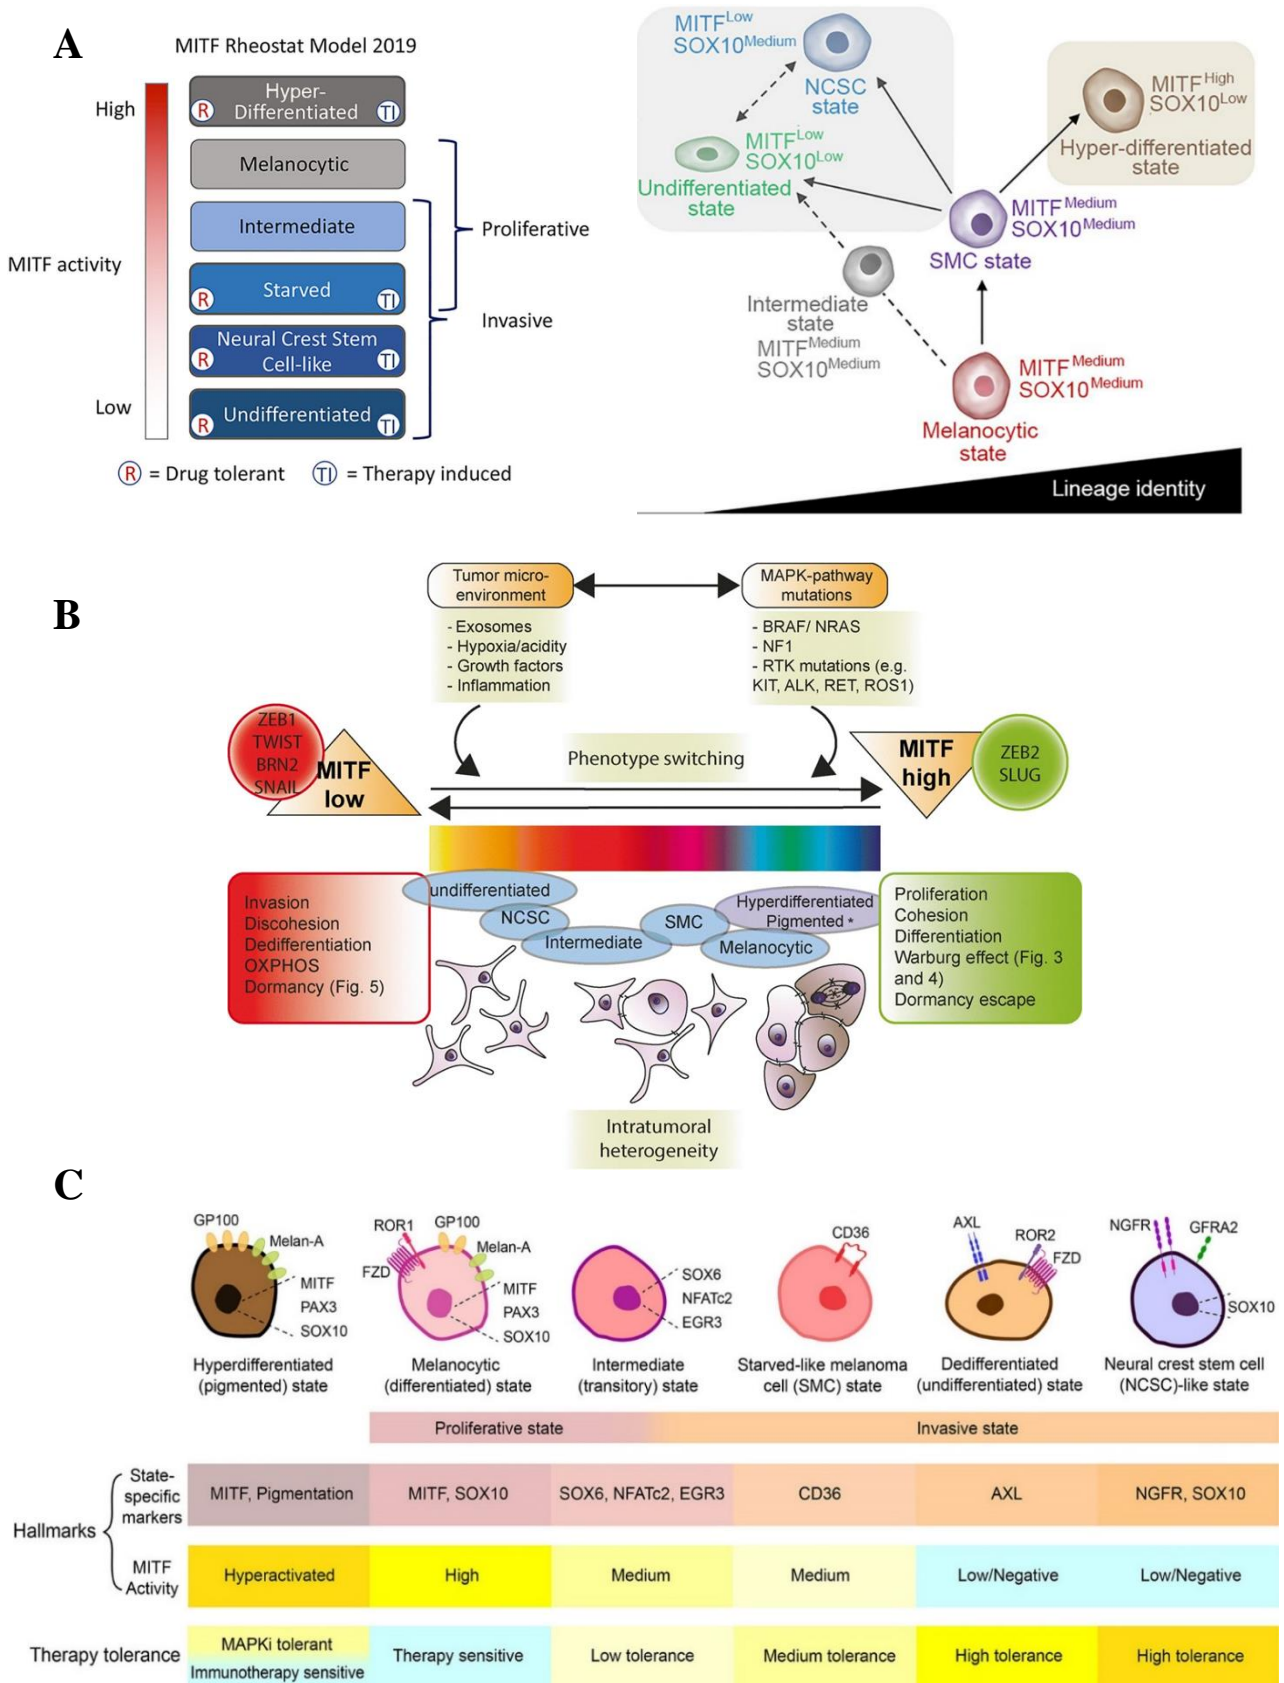 A
MITF Rheostat Model 2019
High
MITF activity
Low
Hyper-
Differentiated
R
TI
Melanocytic
Intermediate
Starved
R
TI
Neural Crest Stem
Cell-like
R
TI
Undifferentiated
R
TI
Proliferative
Invasive
R = Drug tolerant
TI = Therapy induced
MITFLow
SOX10Medium
NCSC
state
MITFLow
SOX10Low
Undifferentiated
state
MITFHigh
SOX10Low
Hyper-differentiated
state
MITFMedium
SOX10Medium
SMC state
Intermediate
state
MITFMedium
SOX10Medium
MITFMedium
SOX10Medium
Melanocytic
state
Lineage identity
B
Tumor micro-
environment
- Exosomes
- Hypoxia/acidity
- Growth factors
- Inflammation
MAPK-pathway
mutations
- BRAF/ NRAS
- NF1
- RTK mutations (e.g.
KIT, ALK, RET, ROS1)
ZEB1
TWIST
BRN2
SNAIL
MITF
low
Phenotype switching
MITF
high
ZEB2
SLUG
Invasion
Discohesion
Dedifferentiation
OXPHOS
Dormancy (Fig. 5)
undifferentiated
NCSC
Intermediate
SMC
Hyperdifferentiated
Pigmented *
Melanocytic
Proliferation
Cohesion
Differentiation
Warburg effect (Fig. 3
and 4)
Dormancy escape
Intratumoral
heterogeneity
C
GP100
Melan-A
MITF
PAX3
SOX10
Hyperdifferentiated
(pigmented) state
ROR1
GP100
FZD
Melan-A
MITF
PAX3
SOX10
Melanocytic
(differentiated) state
SOX6
NFATc2
EGR3
Intermediate
(transitory) state
CD36
Starved-like melanoma
cell (SMC) state
AXL
ROR2
FZD
Dedifferentiated
(undifferentiated) state
NGFR
GFRA2
SOX10
Neural crest stem cell
(NCSC)-like state
Proliferative state
Invasive state
Hallmarks
State-
specific
markers
MITF, Pigmentation
MITF, SOX10
SOX6, NFATc2, EGR3
CD36
AXL
NGFR, SOX10
MITF
Activity
Hyperactivated
High
Medium
Medium
Low/Negative
Low/Negative
Therapy tolerance
MAPKi tolerant
Immunotherapy sensitive
Therapy sensitive
Low tolerance
Medium tolerance
High tolerance
High tolerance